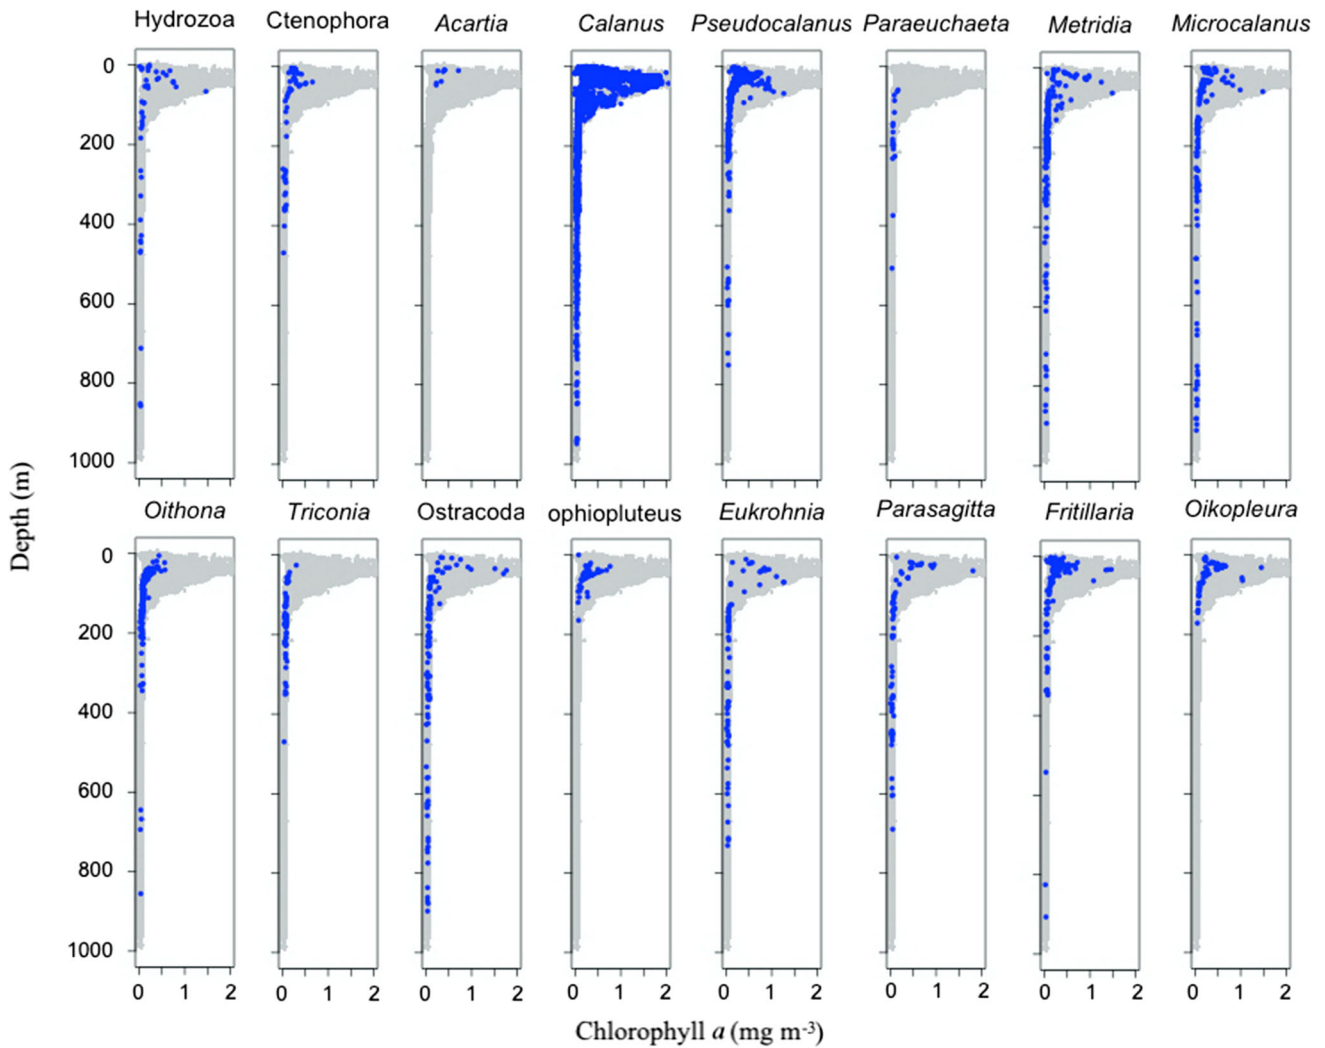 Hydrozoa Ctenophora Acartia Calanus Pseudocalanus Paraeuchaeta Metridia Microcalanus
0
200
400
600
800
1000
Depth (m)
Oithona Triconia Ostracoda ophiopluteus Eukrohnia Parasagitta Fritillaria Oikopleura
0
200
400
600
800
1000
0 1 2 0 1 2 0 1 2 0 1 2 0 1 2 0 1 2 0 1 2 0 1 2
Chlorophyll a (mg m-3)